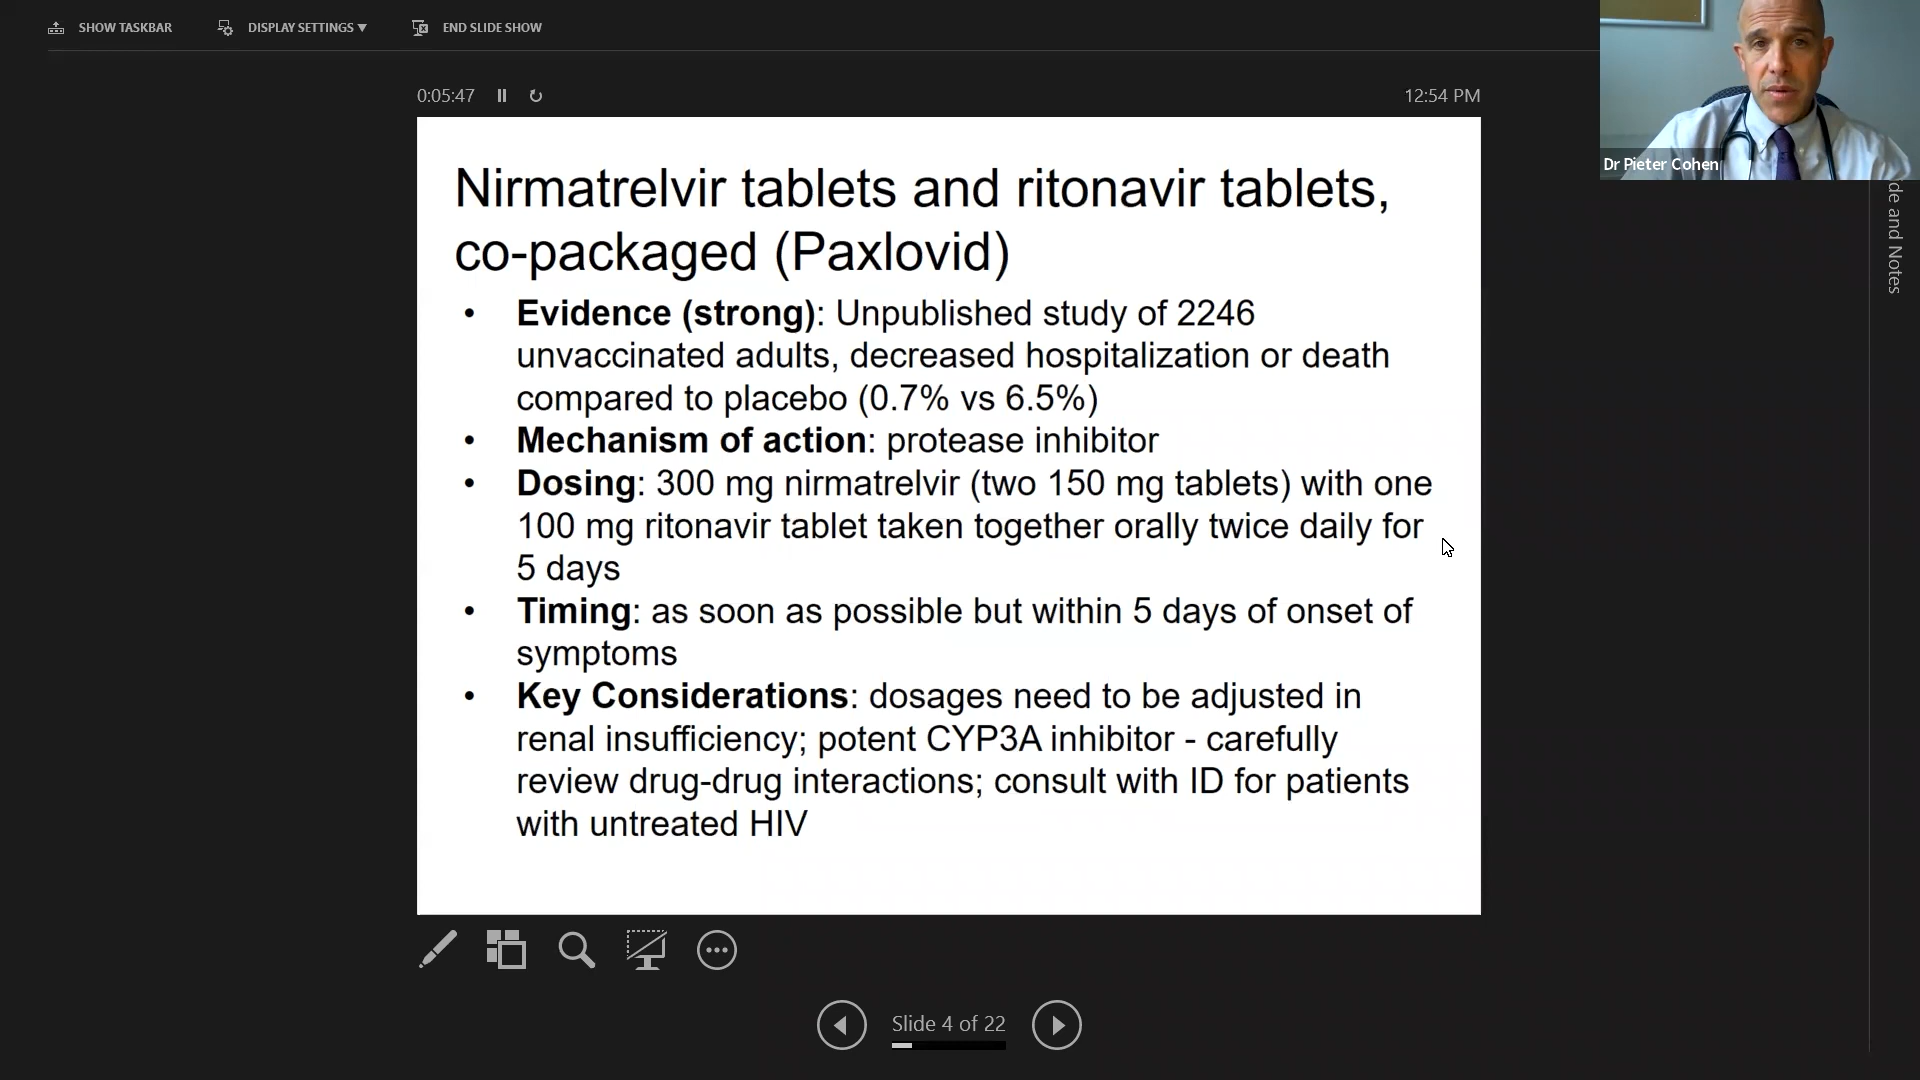 SHOW TASKBAR DISPLAY SETTINGS ▾ END SLIDE SHOW
0:05:47 12:54 PM
Dr Pieter Cohen
Nirmatrelvir tablets and ritonavir tablets,
co-packaged (Paxlovid)
• Evidence (strong): Unpublished study of 2246
unvaccinated adults, decreased hospitalization or death
compared to placebo (0.7% vs 6.5%)
• Mechanism of action: protease inhibitor
• Dosing: 300 mg nirmatrelvir (two 150 mg tablets) with one
100 mg ritonavir tablet taken together orally twice daily for
5 days
• Timing: as soon as possible but within 5 days of onset of
symptoms
• Key Considerations: dosages need to be adjusted in
renal insufficiency; potent CYP3A inhibitor - carefully
review drug-drug interactions; consult with ID for patients
with untreated HIV
Slide 4 of 22
and Notes